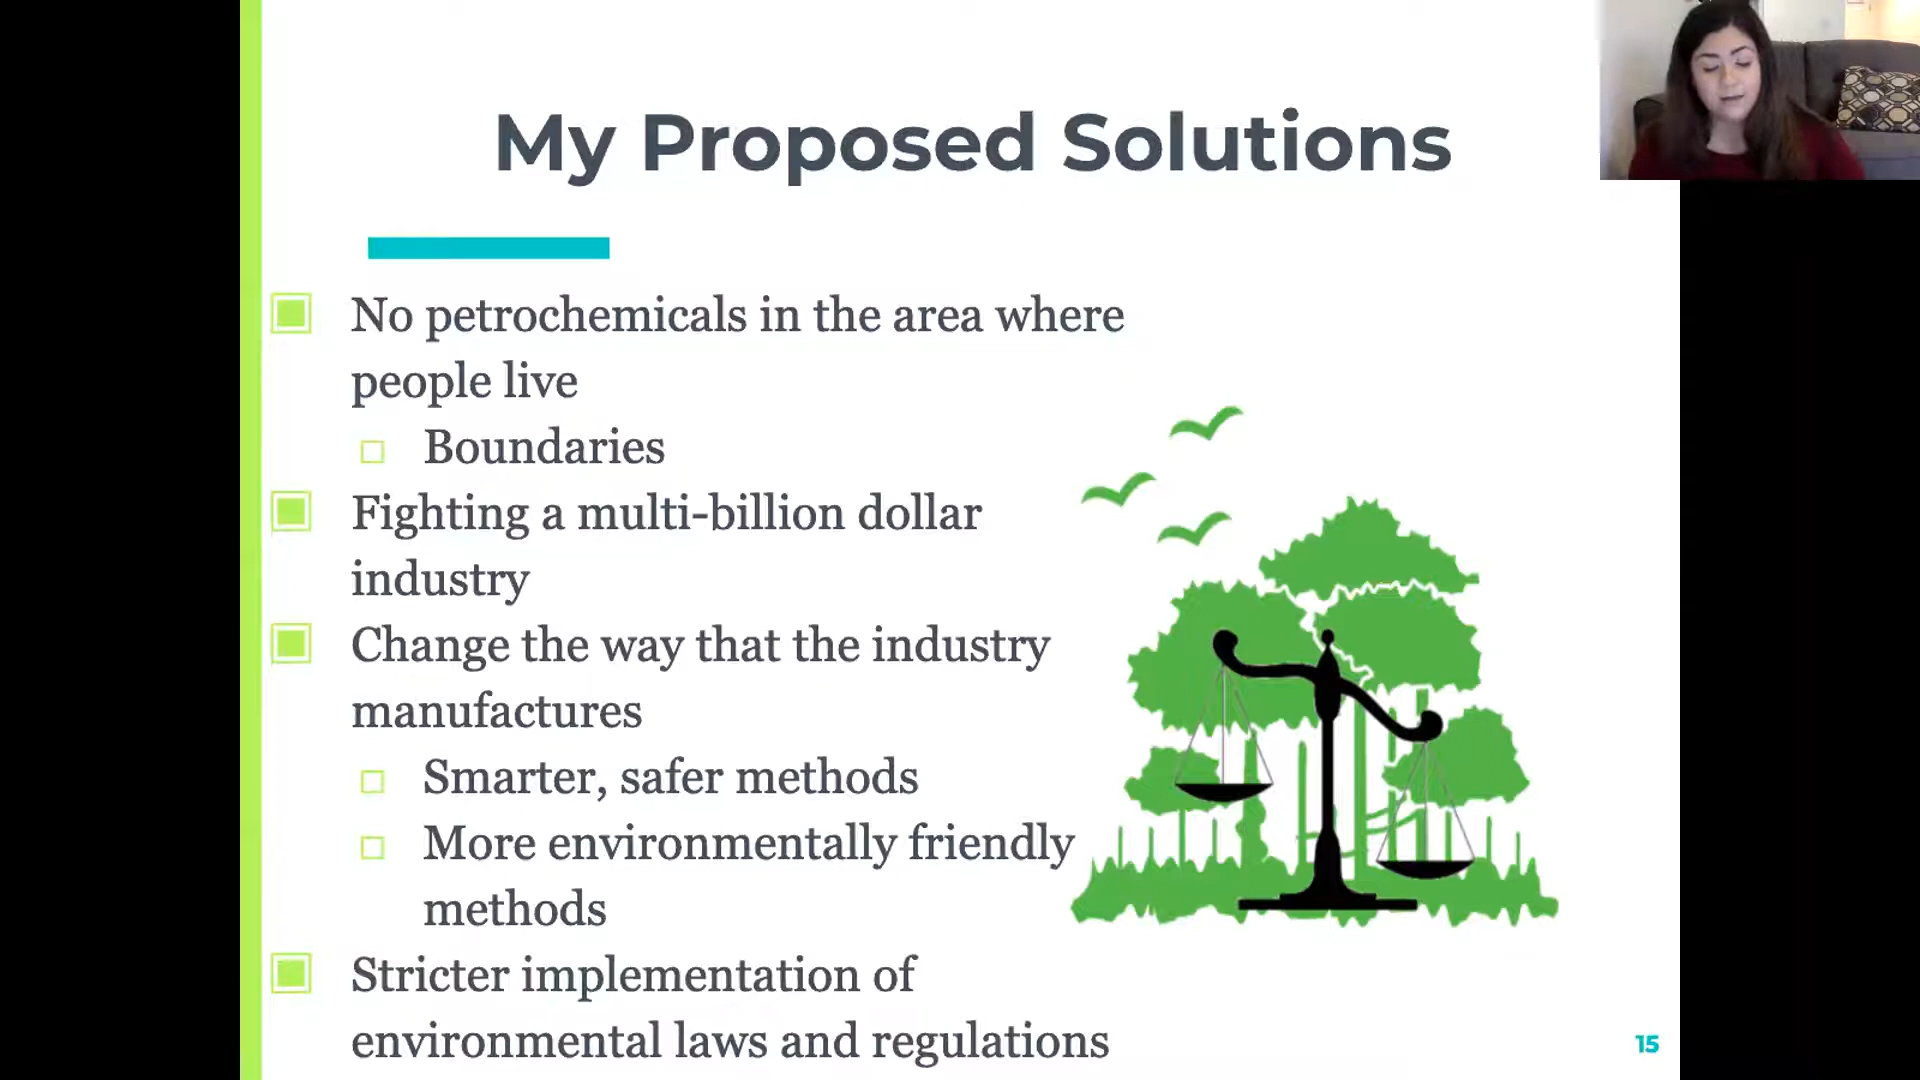 My Proposed Solutions
No petrochemicals in the area where
people live
Boundaries
Fighting a multi-billion dollar
industry
Change the way that the industry
manufactures
Smarter, safer methods
More environmentally friendly
methods
Stricter implementation of
environmental laws and regulations
15